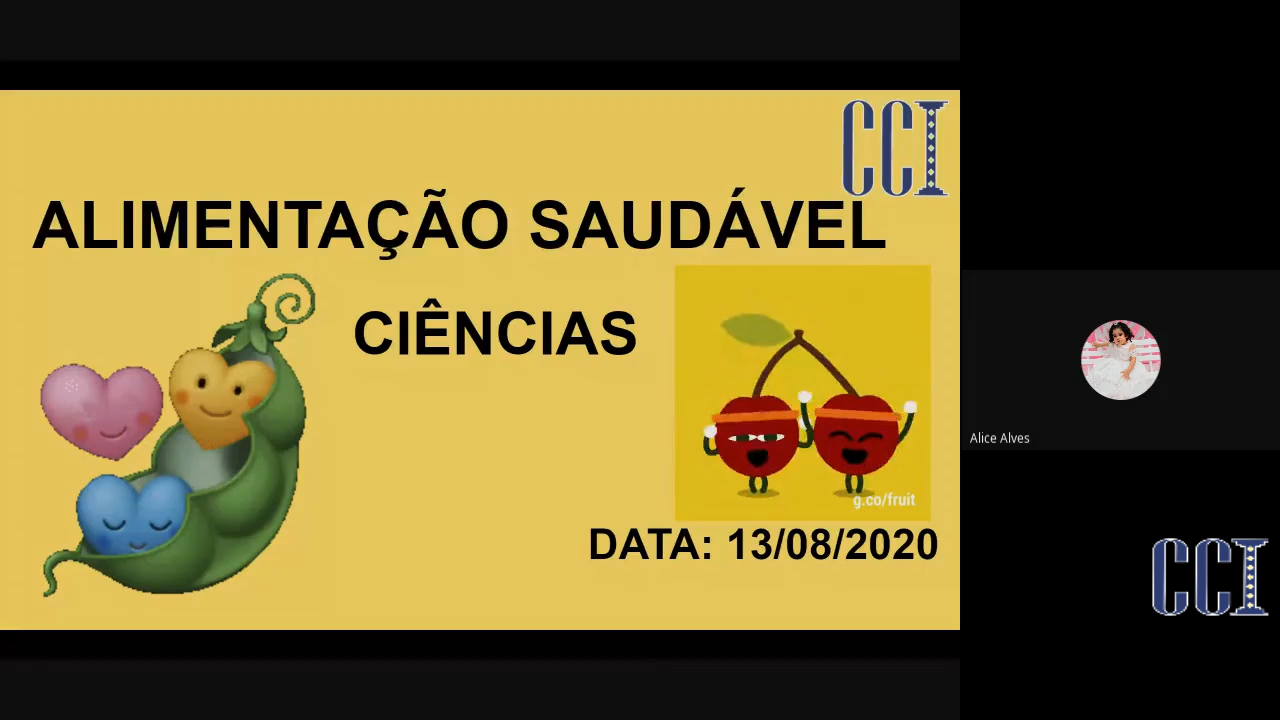 CCI
ALIMENTAÇÃO SAUDÁVEL
CIÊNCIAS
g.co/fruit
DATA: 13/08/2020
Alice Alves
CCI